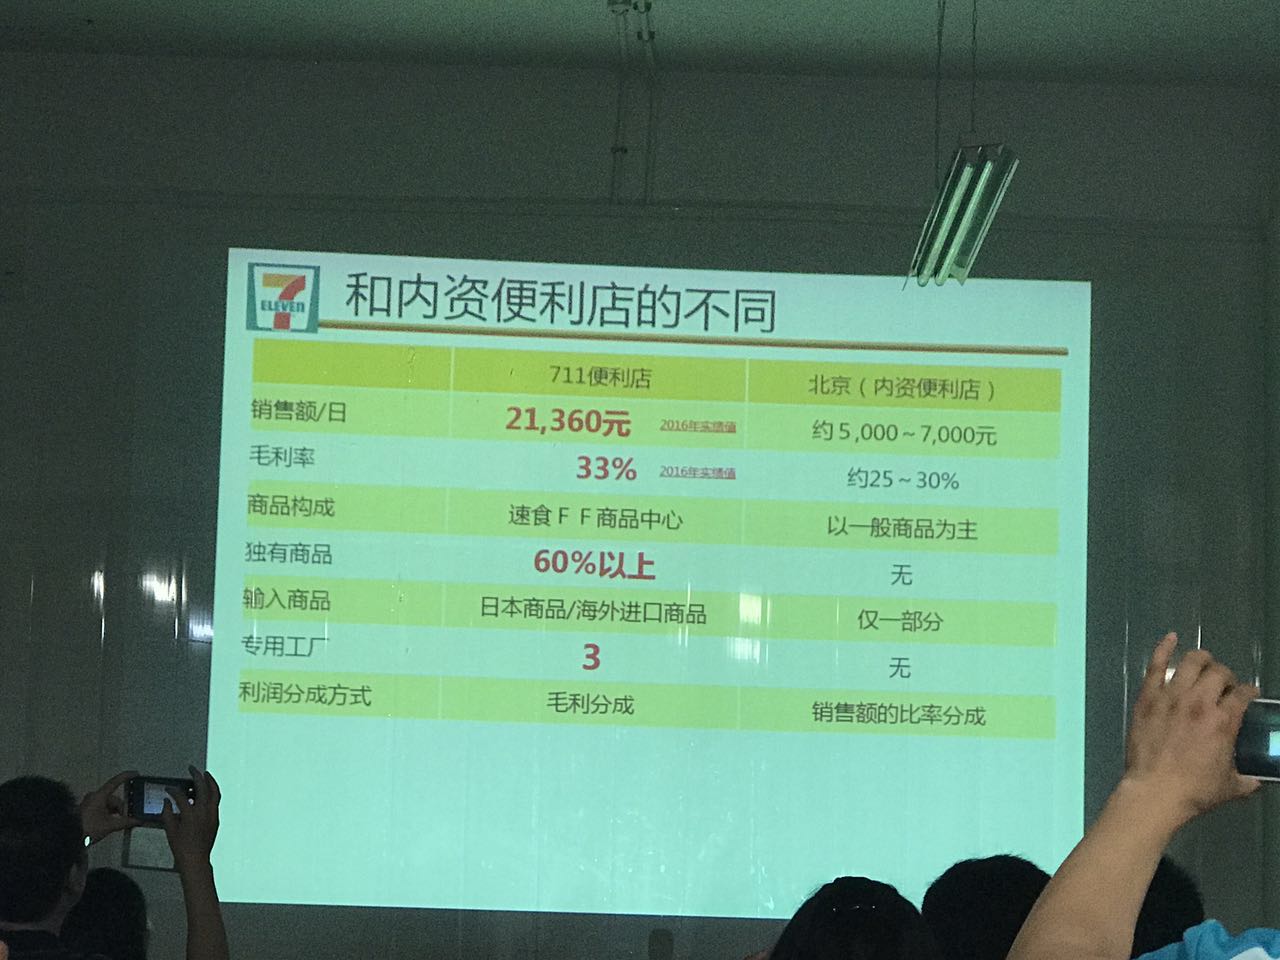 7
ELEVEN
和内资便利店的不同
711便利店 北京（内资便利店）
销售额/日 21,360元 2016年实绩值 约5,000～7,000元
毛利率 33% 2016年实绩值 约25～30%
商品构成 速食ＦＦ商品中心 以一般商品为主
独有商品 60%以上 无
输入商品 日本商品/海外进口商品 仅一部分
专用工厂 3 无
利润分成方式 毛利分成 销售额的比率分成